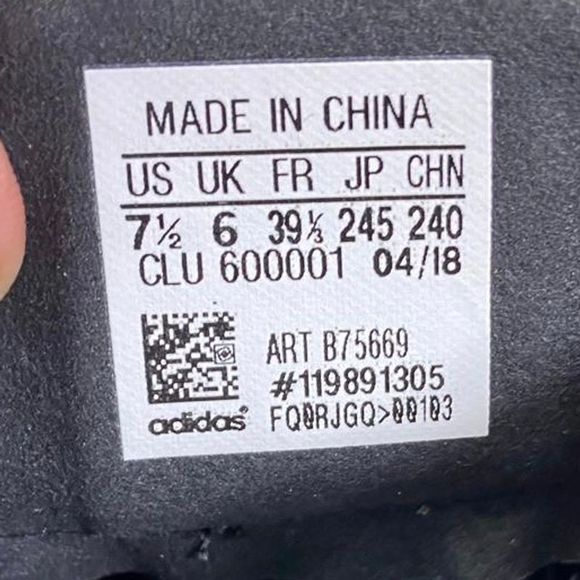 MADE IN CHINA
US UK FR JP CHN
7½ 6 39⅓ 245 240
CLU 600001 04/18
ART B75669
#119891305
adidas® FQ0RJGQ>00103